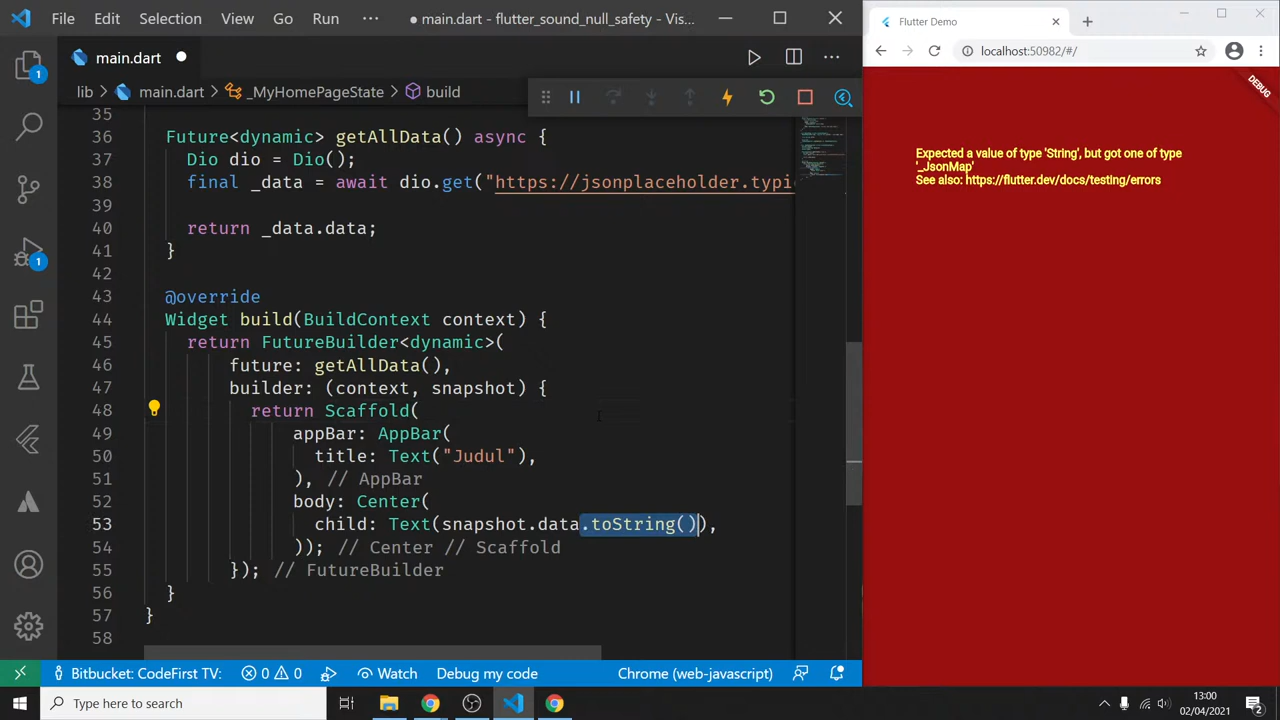 File Edit Selection View Go Run ··· ● main.dart - flutter_sound_null_safety - Vis...
main.dart
lib > main.dart > _MyHomePageState > build
35
36 Future<dynamic> getAllData() async {
37 Dio dio = Dio();
38 final _data = await dio.get("https://jsonplaceholder.typi
39
40 return _data.data;
41 }
42
43 @override
44 Widget build(BuildContext context) {
45 return FutureBuilder<dynamic>(
46 future: getAllData(),
47 builder: (context, snapshot) {
48 return Scaffold(
49 appBar: AppBar(
50 title: Text("Judul"),
51 ), // AppBar
52 body: Center(
53 child: Text(snapshot.data.toString()),
54 )); // Center // Scaffold
55 }); // FutureBuilder
56 }
57 }
58
1
1
Bitbucket: CodeFirst TV: 0 0 Watch Debug my code Chrome (web-javascript)
Flutter Demo
localhost:50982/#/
DEBUG
Expected a value of type 'String', but got one of type
'_JsonMap'
See also: https://flutter.dev/docs/testing/errors
Type here to search
13:00
02/04/2021
2